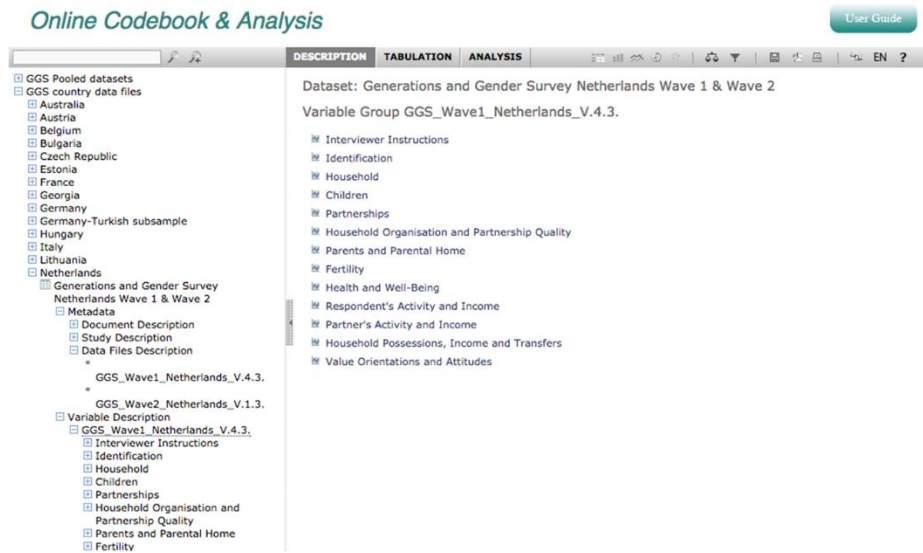 Online Codebook & Analysis
User Guide
DESCRIPTION TABULATION ANALYSIS EN ?
GGS Pooled datasets
GGS country data files
Australia
Austria
Belgium
Bulgaria
Czech Republic
Estonia
France
Georgia
Germany
Germany-Turkish subsample
Hungary
Italy
Lithuania
Netherlands
Generations and Gender Survey
Netherlands Wave 1 & Wave 2
Metadata
Document Description
Study Description
Data Files Description
*
GGS_Wave1_Netherlands_V.4.3.
*
GGS_Wave2_Netherlands_V.1.3.
Variable Description
GGS_Wave1_Netherlands_V.4.3.
Interviewer Instructions
Identification
Household
Children
Partnerships
Household Organisation and
Partnership Quality
Parents and Parental Home
Fertility
Dataset: Generations and Gender Survey Netherlands Wave 1 & Wave 2
Variable Group GGS_Wave1_Netherlands_V.4.3.
Interviewer Instructions
Identification
Household
Children
Partnerships
Household Organisation and Partnership Quality
Parents and Parental Home
Fertility
Health and Well-Being
Respondent's Activity and Income
Partner's Activity and Income
Household Possessions, Income and Transfers
Value Orientations and Attitudes